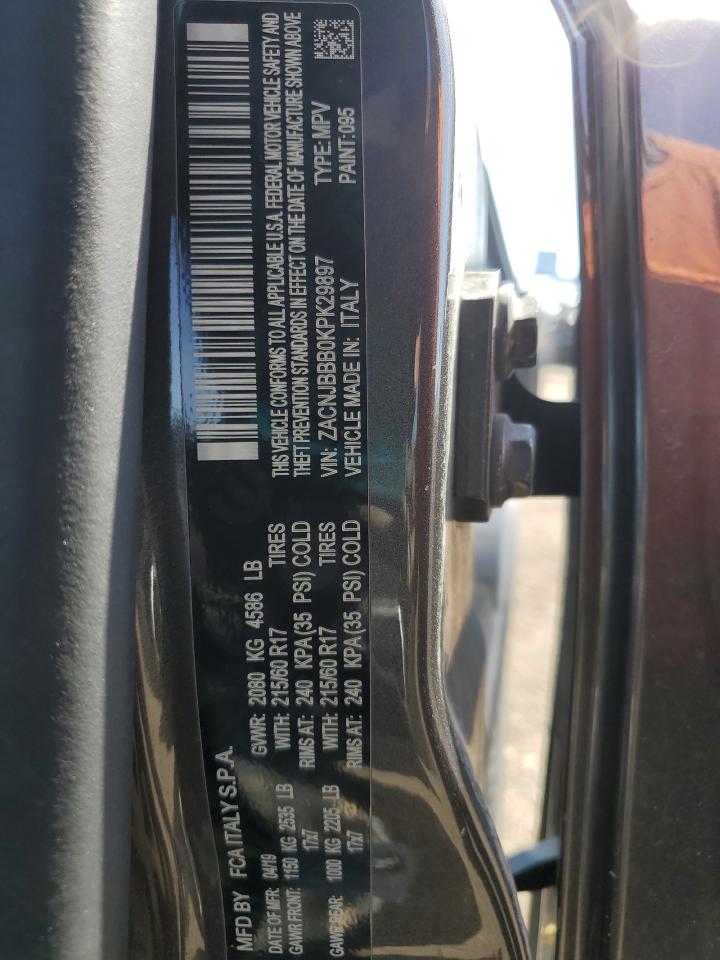 MFD BY FCA ITALY S.P.A.
DATE OF MFR: 04/19 GVWR: 2080 KG 4586 LB
GAWR FRONT: 1150 KG 2535 LB WITH: 215/60 R17 TIRES
17x7 RIMS AT: 240 KPA (35 PSI) COLD
GAWR REAR: 1000 KG 2205 LB WITH: 215/60 R17 TIRES
17x7 RIMS AT: 240 KPA (35 PSI) COLD
THIS VEHICLE CONFORMS TO ALL APPLICABLE U.S.A. FEDERAL MOTOR VEHICLE SAFETY AND
THEFT PREVENTION STANDARDS IN EFFECT ON THE DATE OF MANUFACTURE SHOWN ABOVE
VIN: ZACNJBBB0KPK29897 TYPE: MPV
VEHICLE MADE IN: ITALY PAINT: 095